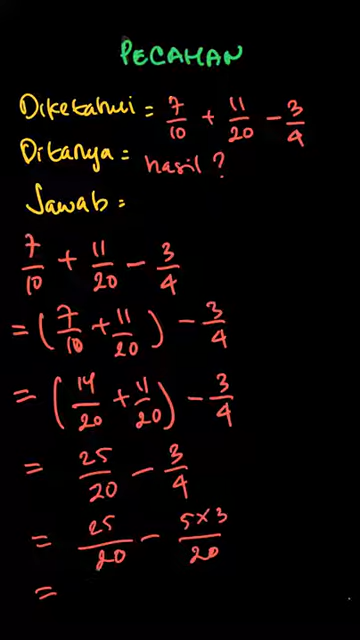 PECAHAN
Diketahui = 7/10 + 11/20 - 3/4
Ditanya = hasil ?
Jawab =
7/10 + 11/20 - 3/4
= (7/10 + 11/20) - 3/4
= (14/20 + 11/20) - 3/4
= 25/20 - 3/4
= 25/20 - 5×3/20
=